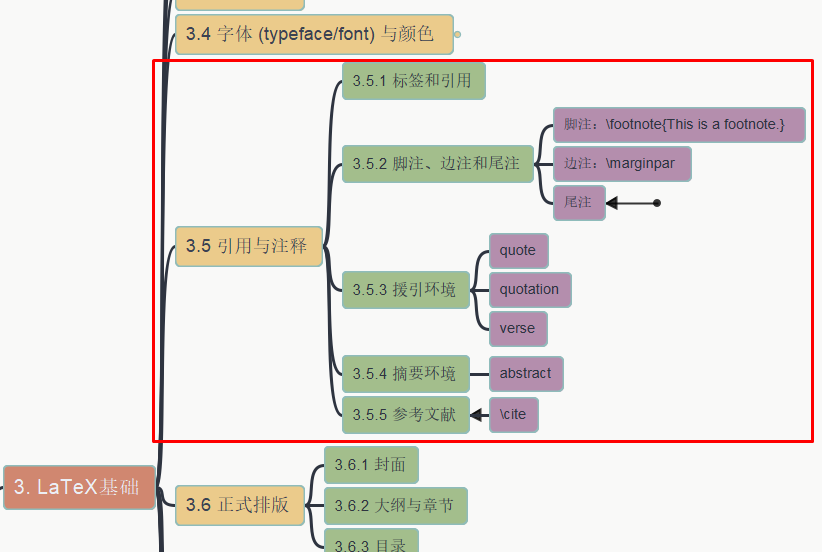 3.4 字体 (typeface/font) 与颜色
3.5.1 标签和引用
脚注：\footnote{This is a footnote.}
3.5.2 脚注、边注和尾注
边注：\marginpar
尾注
3.5 引用与注释
quote
3.5.3 援引环境
quotation
verse
3.5.4 摘要环境
abstract
3.5.5 参考文献
\cite
3. LaTeX基础
3.6.1 封面
3.6 正式排版
3.6.2 大纲与章节
3.6.3 目录